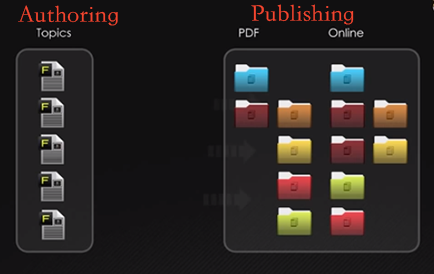 Authoring
Publishing
Topics
PDF
Online
F
F
F
F
F